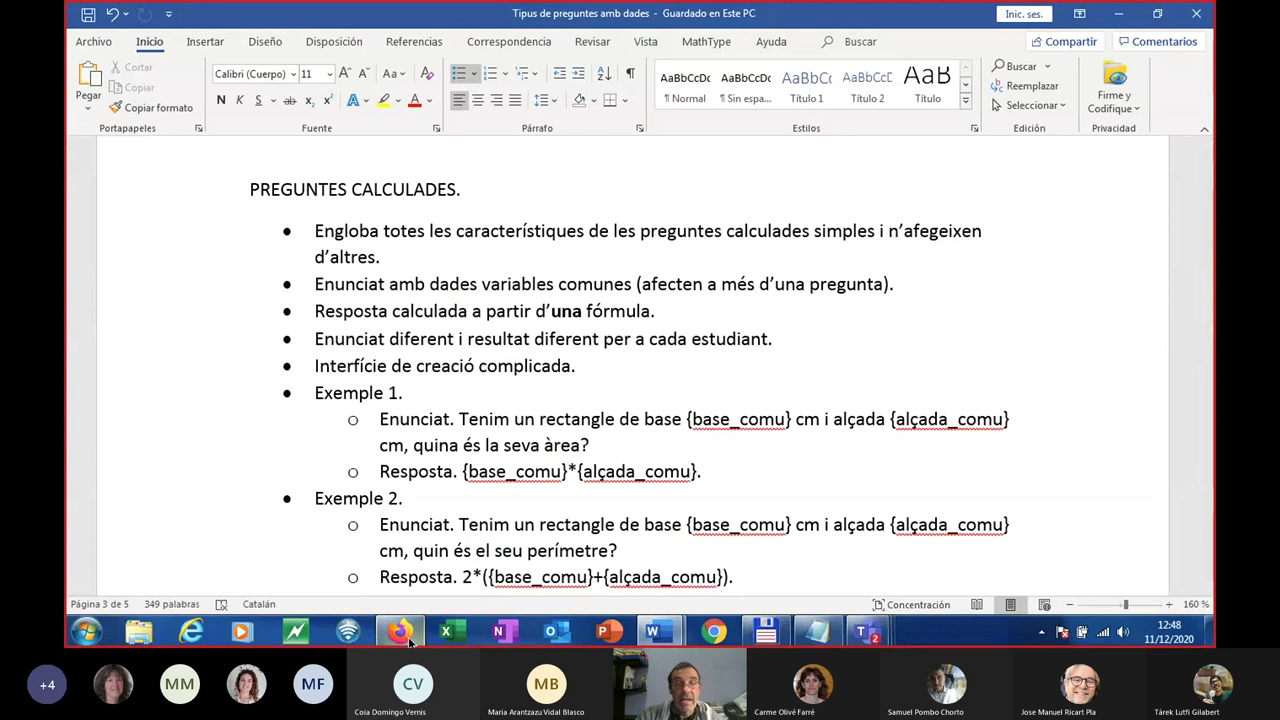 Tipus de preguntes amb dades - Guardado en Este PC
Inic. ses.
Archivo Inicio Insertar Diseño Disposición Referencias Correspondencia Revisar Vista MathType Ayuda Buscar Compartir Comentarios
Pegar
Cortar
Copiar
Copiar formato
Calibri (Cuerpo) 11
AaBbCcDc AaBbCcDc AaBbCc AaBbCcD AaB
¶ Normal ¶ Sin espa... Título 1 Título 2 Título
Buscar
Reemplazar
Seleccionar
Firme y
Codifique
Portapapeles Fuente Párrafo Estilos Edición Privacidad
PREGUNTES CALCULADES.
• Engloba totes les característiques de les preguntes calculades simples i n’afegeixen
d’altres.
• Enunciat amb dades variables comunes (afecten a més d’una pregunta).
• Resposta calculada a partir d’una fórmula.
• Enunciat diferent i resultat diferent per a cada estudiant.
• Interfície de creació complicada.
• Exemple 1.
o Enunciat. Tenim un rectangle de base {base_comu} cm i alçada {alçada_comu}
cm, quina és la seva àrea?
o Resposta. {base_comu}*{alçada_comu}.
• Exemple 2.
o Enunciat. Tenim un rectangle de base {base_comu} cm i alçada {alçada_comu}
cm, quin és el seu perímetre?
o Resposta. 2*({base_comu}+{alçada_comu}).
Página 3 de 5 349 palabras Catalán Concentración 160 %
12:48
11/12/2020
+4 MM MF CV MB
Coia Domingo Vernis
Maria Arantzazu Vidal Blasco
Carme Olivé Farré
Samuel Pombo Chorto
Jose Manuel Ricart Pla
Tárek Lutfi Gilabert